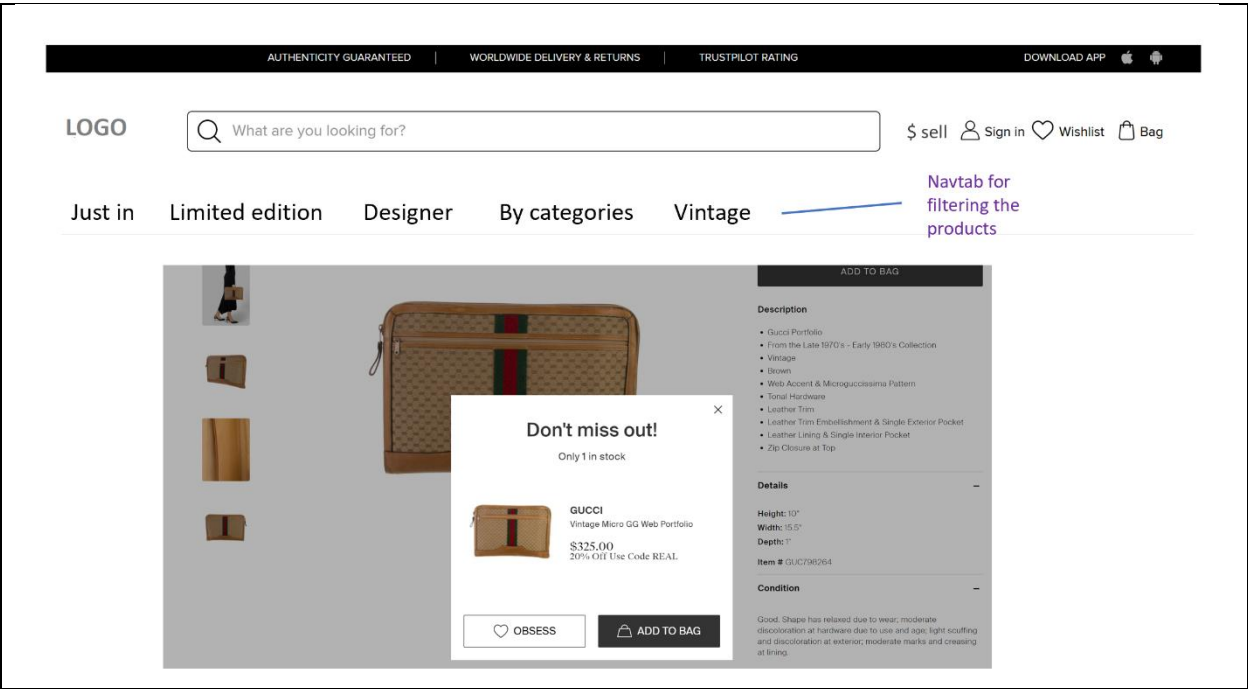 AUTHENTICITY GUARANTEED | WORLDWIDE DELIVERY & RETURNS | TRUSTPILOT RATING DOWNLOAD APP
LOGO What are you looking for? $ sell Sign in Wishlist Bag
Just in Limited edition Designer By categories Vintage
Navtab for
filtering the
products
ADD TO BAG
Description
• Gucci Portfolio
• From the Late 1970's - Early 1980's Collection
• Vintage
• Brown
• Web Accent & Microguccissima Pattern
• Tonal Hardware
• Leather Trim
• Leather Trim Embellishment & Single Exterior Pocket
• Leather Lining & Single Interior Pocket
• Zip Closure at Top
Details –
Height: 10"
Width: 15.5"
Depth: 1"
Item # GUC798264
Condition –
Good. Shape has relaxed due to wear; moderate
discoloration at hardware due to use and age; light scuffing
and discoloration at exterior; moderate marks and creasing
at lining.
Don't miss out!
Only 1 in stock
GUCCI
Vintage Micro GG Web Portfolio
$325.00
20% Off Use Code REAL
OBSESS ADD TO BAG